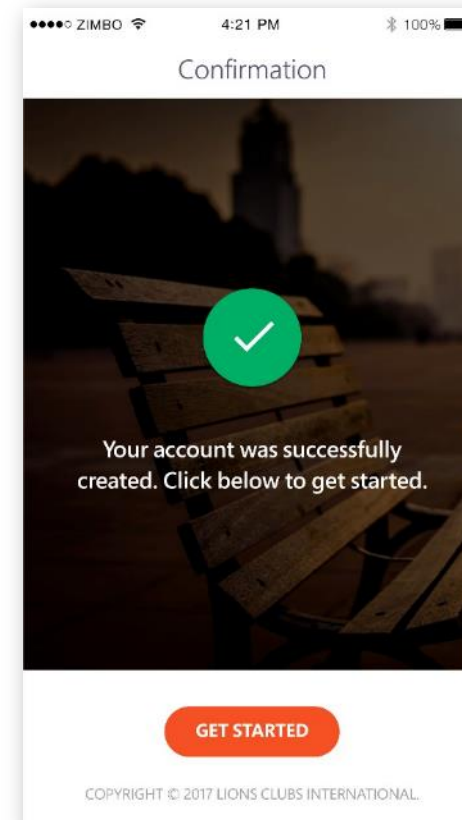 ZIMBO 4:21 PM 100%
Confirmation
Your account was successfully
created. Click below to get started.
GET STARTED
COPYRIGHT © 2017 LIONS CLUBS INTERNATIONAL.